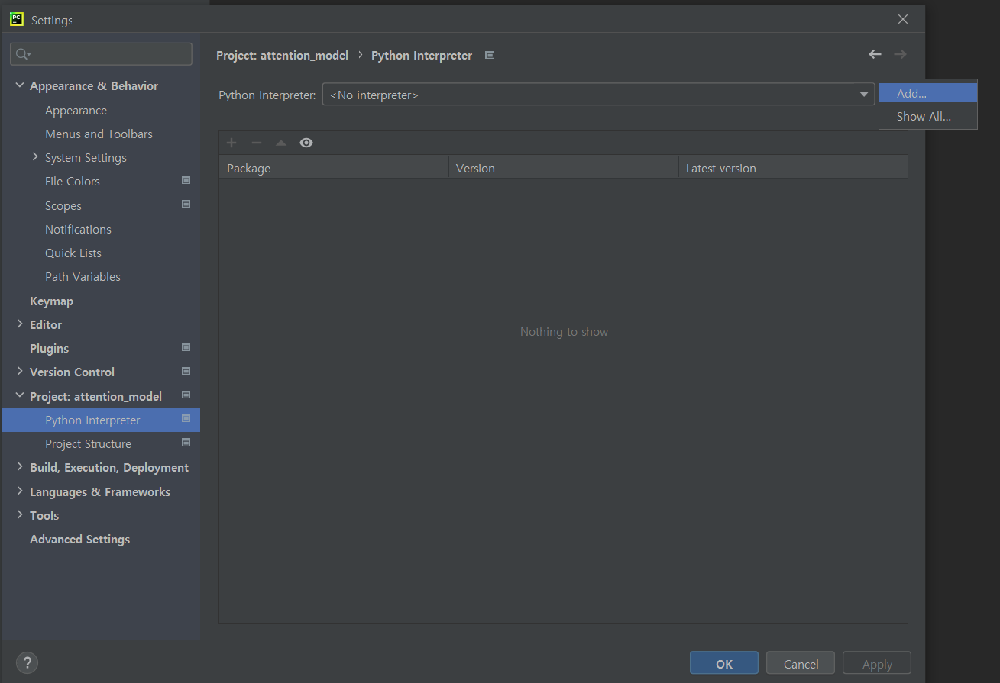 PC
Settings
Project: attention_model › Python Interpreter
Python Interpreter: <No interpreter>
Add...
Show All...
Appearance & Behavior
Appearance
Menus and Toolbars
System Settings
File Colors
Scopes
Notifications
Quick Lists
Path Variables
Keymap
Editor
Plugins
Version Control
Project: attention_model
Python Interpreter
Project Structure
Build, Execution, Deployment
Languages & Frameworks
Tools
Advanced Settings
Package Version Latest version
Nothing to show
? OK Cancel Apply